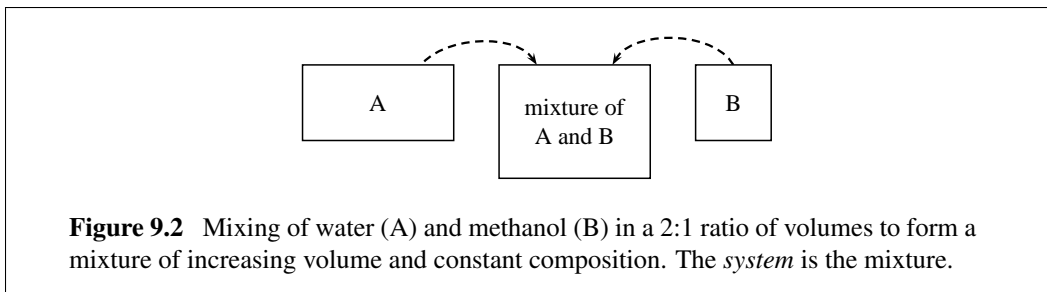 A
mixture of
A and B
B
Figure 9.2 Mixing of water (A) and methanol (B) in a 2:1 ratio of volumes to form a
mixture of increasing volume and constant composition. The system is the mixture.